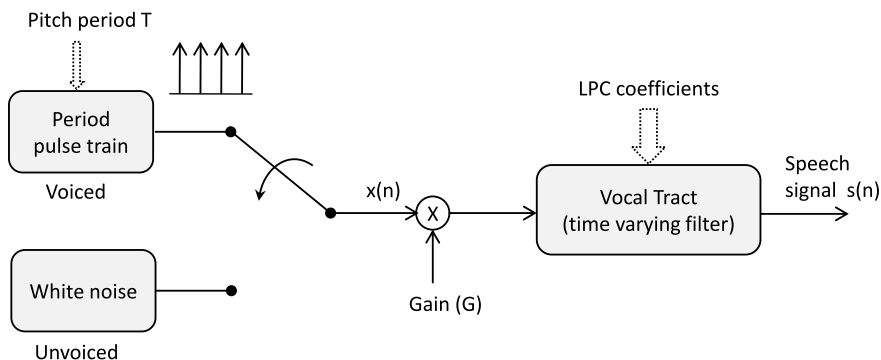 Pitch period T
Period
pulse train
Voiced
White noise
Unvoiced
x(n)
X
Gain (G)
LPC coefficients
Vocal Tract
(time varying filter)
Speech
signal s(n)